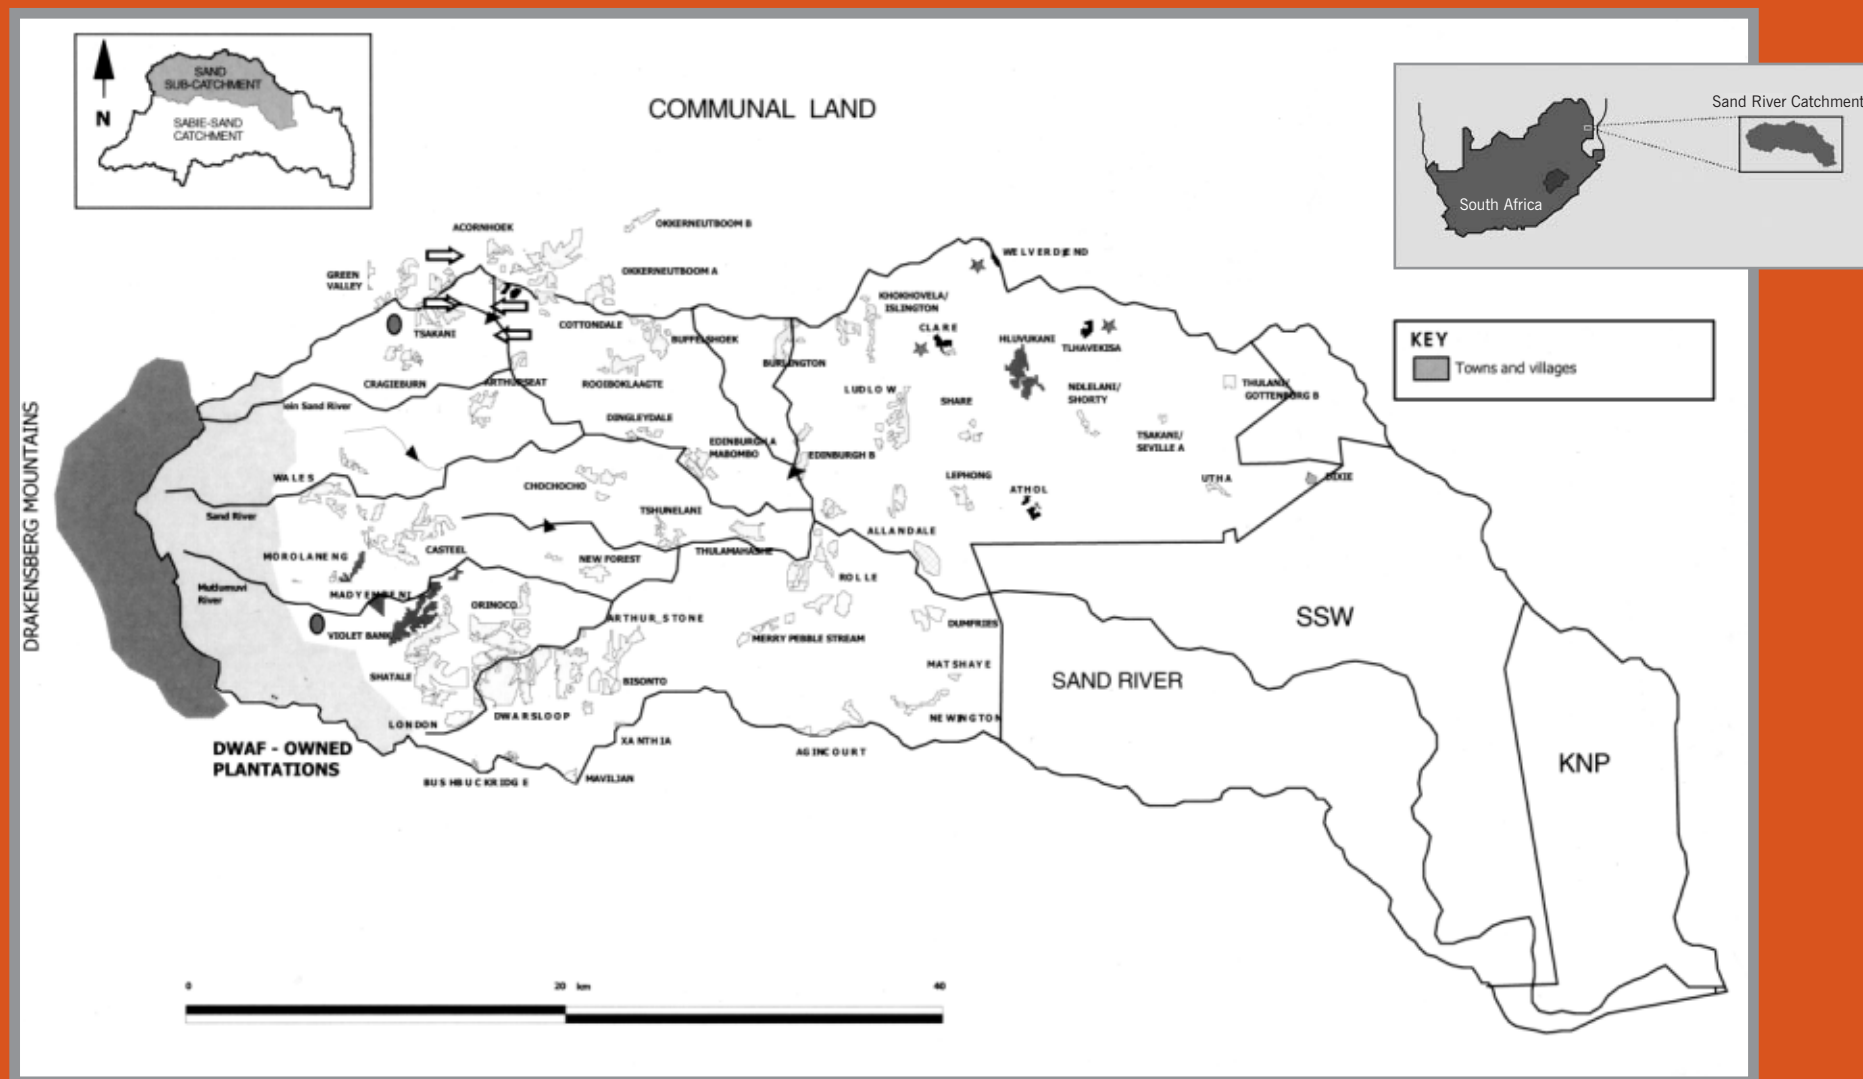 SAND
SUB-CATCHMENT
SABIE-SAND
CATCHMENT
N
COMMUNAL LAND
Sand River Catchment
South Africa
KEY
Towns and villages
DRAKENSBERG MOUNTAINS
ACORNHOEK
OKKERNEUTBOOM B
GREEN
VALLEY
OKKERNEUTBOOM A
WELVERDIEND
KHOKHOVELA/
ISLINGTON
TSAKANI
COTTONDALE
BUFFELSHOEK
CLARE
HLUVUKANI
TLHAVEKISA
BURLINGTON
CRAGIEBURN
ARTHURSEAT
ROOIBOKLAAGTE
LUDLOW
SHARE
NDLELANI/
SHORTY
THULANI/
GOTTENBURG B
lein Sand River
DINGLEYDALE
EDINBURGH A
MABOMBO
EDINBURGH B
TSAKANI/
SEVILLE A
WALES
CHOCHOCHO
LEPHONG
ATHOL
UTHA
DIXIE
Sand River
TSHUNELANI
ALLANDALE
MOROLANENG
CASTEEL
NEW FOREST
THULAMAHASHE
ROLLE
Mutlumuvi
River
MADYEMBENI
ORINOCO
ARTHUR_STONE
VIOLET BANK
MERRY PEBBLE STREAM
DUMFRIES
SSW
SHATALE
BISONTO
MATSHAYE
SAND RIVER
LONDON
DWARSLOOP
NEWINGTON
XANTHIA
AGINCOURT
DWAF - OWNED
PLANTATIONS
BUSHBUCKRIDGE
MAVILJAN
KNP
0 20 km 40